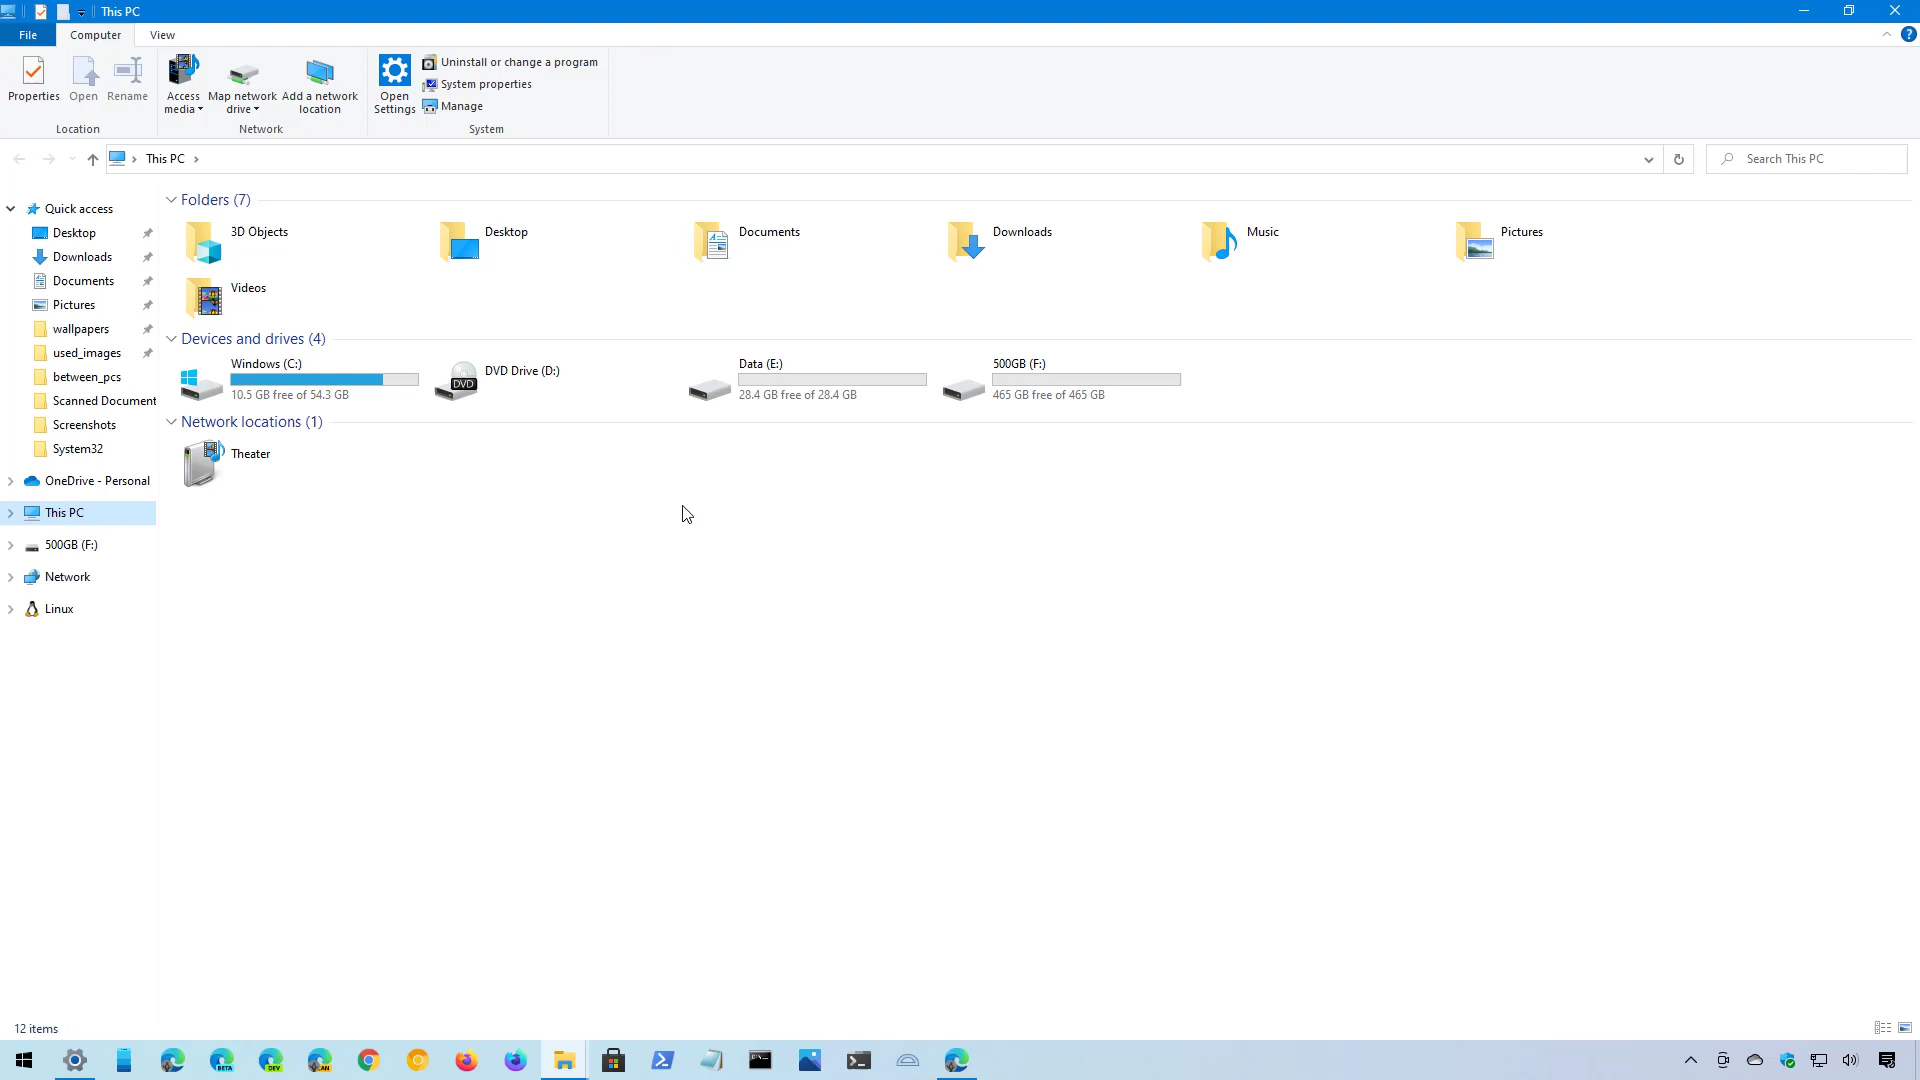 This PC
File
Computer
View
?
Properties
Open
Rename
Access media
Map network drive
Add a network location
Open Settings
Uninstall or change a program
System properties
Manage
Location
Network
System
This PC
Search This PC
Quick access
Desktop
Downloads
Documents
Pictures
wallpapers
used_images
between_pcs
Scanned Document
Screenshots
System32
OneDrive - Personal
This PC
500GB (F:)
Network
Linux
Folders (7)
3D Objects
Desktop
Documents
Downloads
Music
Pictures
Videos
Devices and drives (4)
Windows (C:)
10.5 GB free of 54.3 GB
DVD
DVD Drive (D:)
Data (E:)
28.4 GB free of 28.4 GB
500GB (F:)
465 GB free of 465 GB
Network locations (1)
Theater
12 items
BETA
DEV